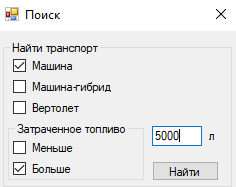 Поиск
Найти транспорт
Машина
Машина-гибрид
Вертолет
Затраченное топливо
Меньше
Больше
5000 л
Найти